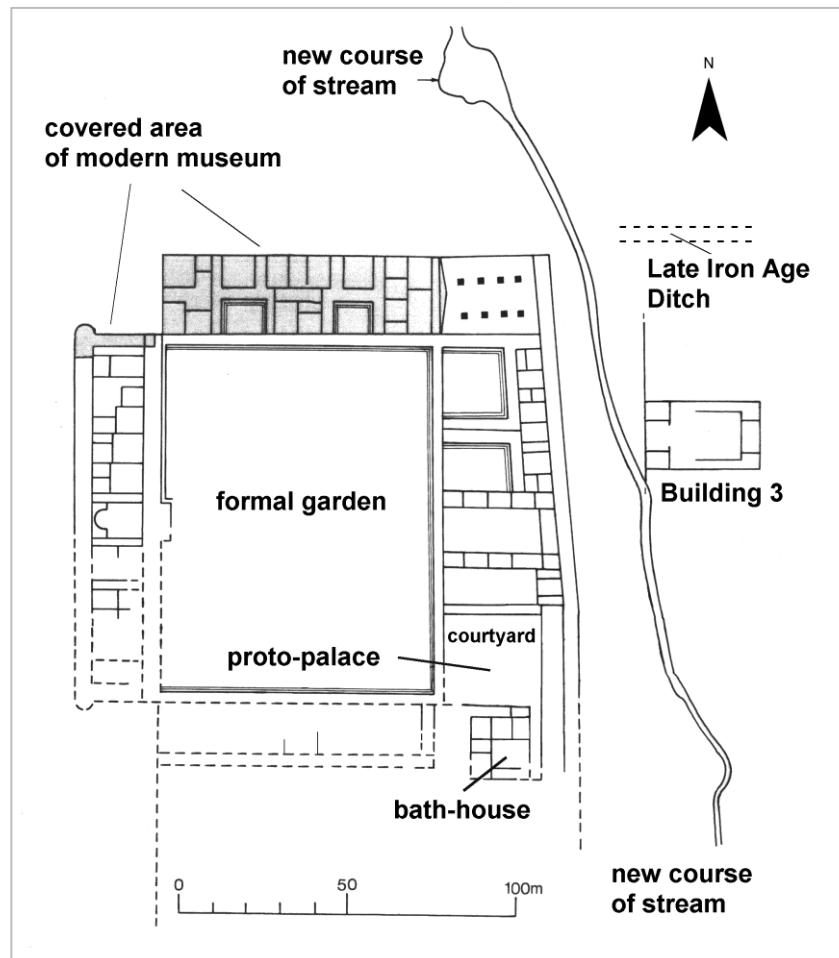 new course
of stream
N
covered area
of modern museum
Late Iron Age
Ditch
Building 3
formal garden
courtyard
proto-palace
bath-house
0 50 100m
new course
of stream